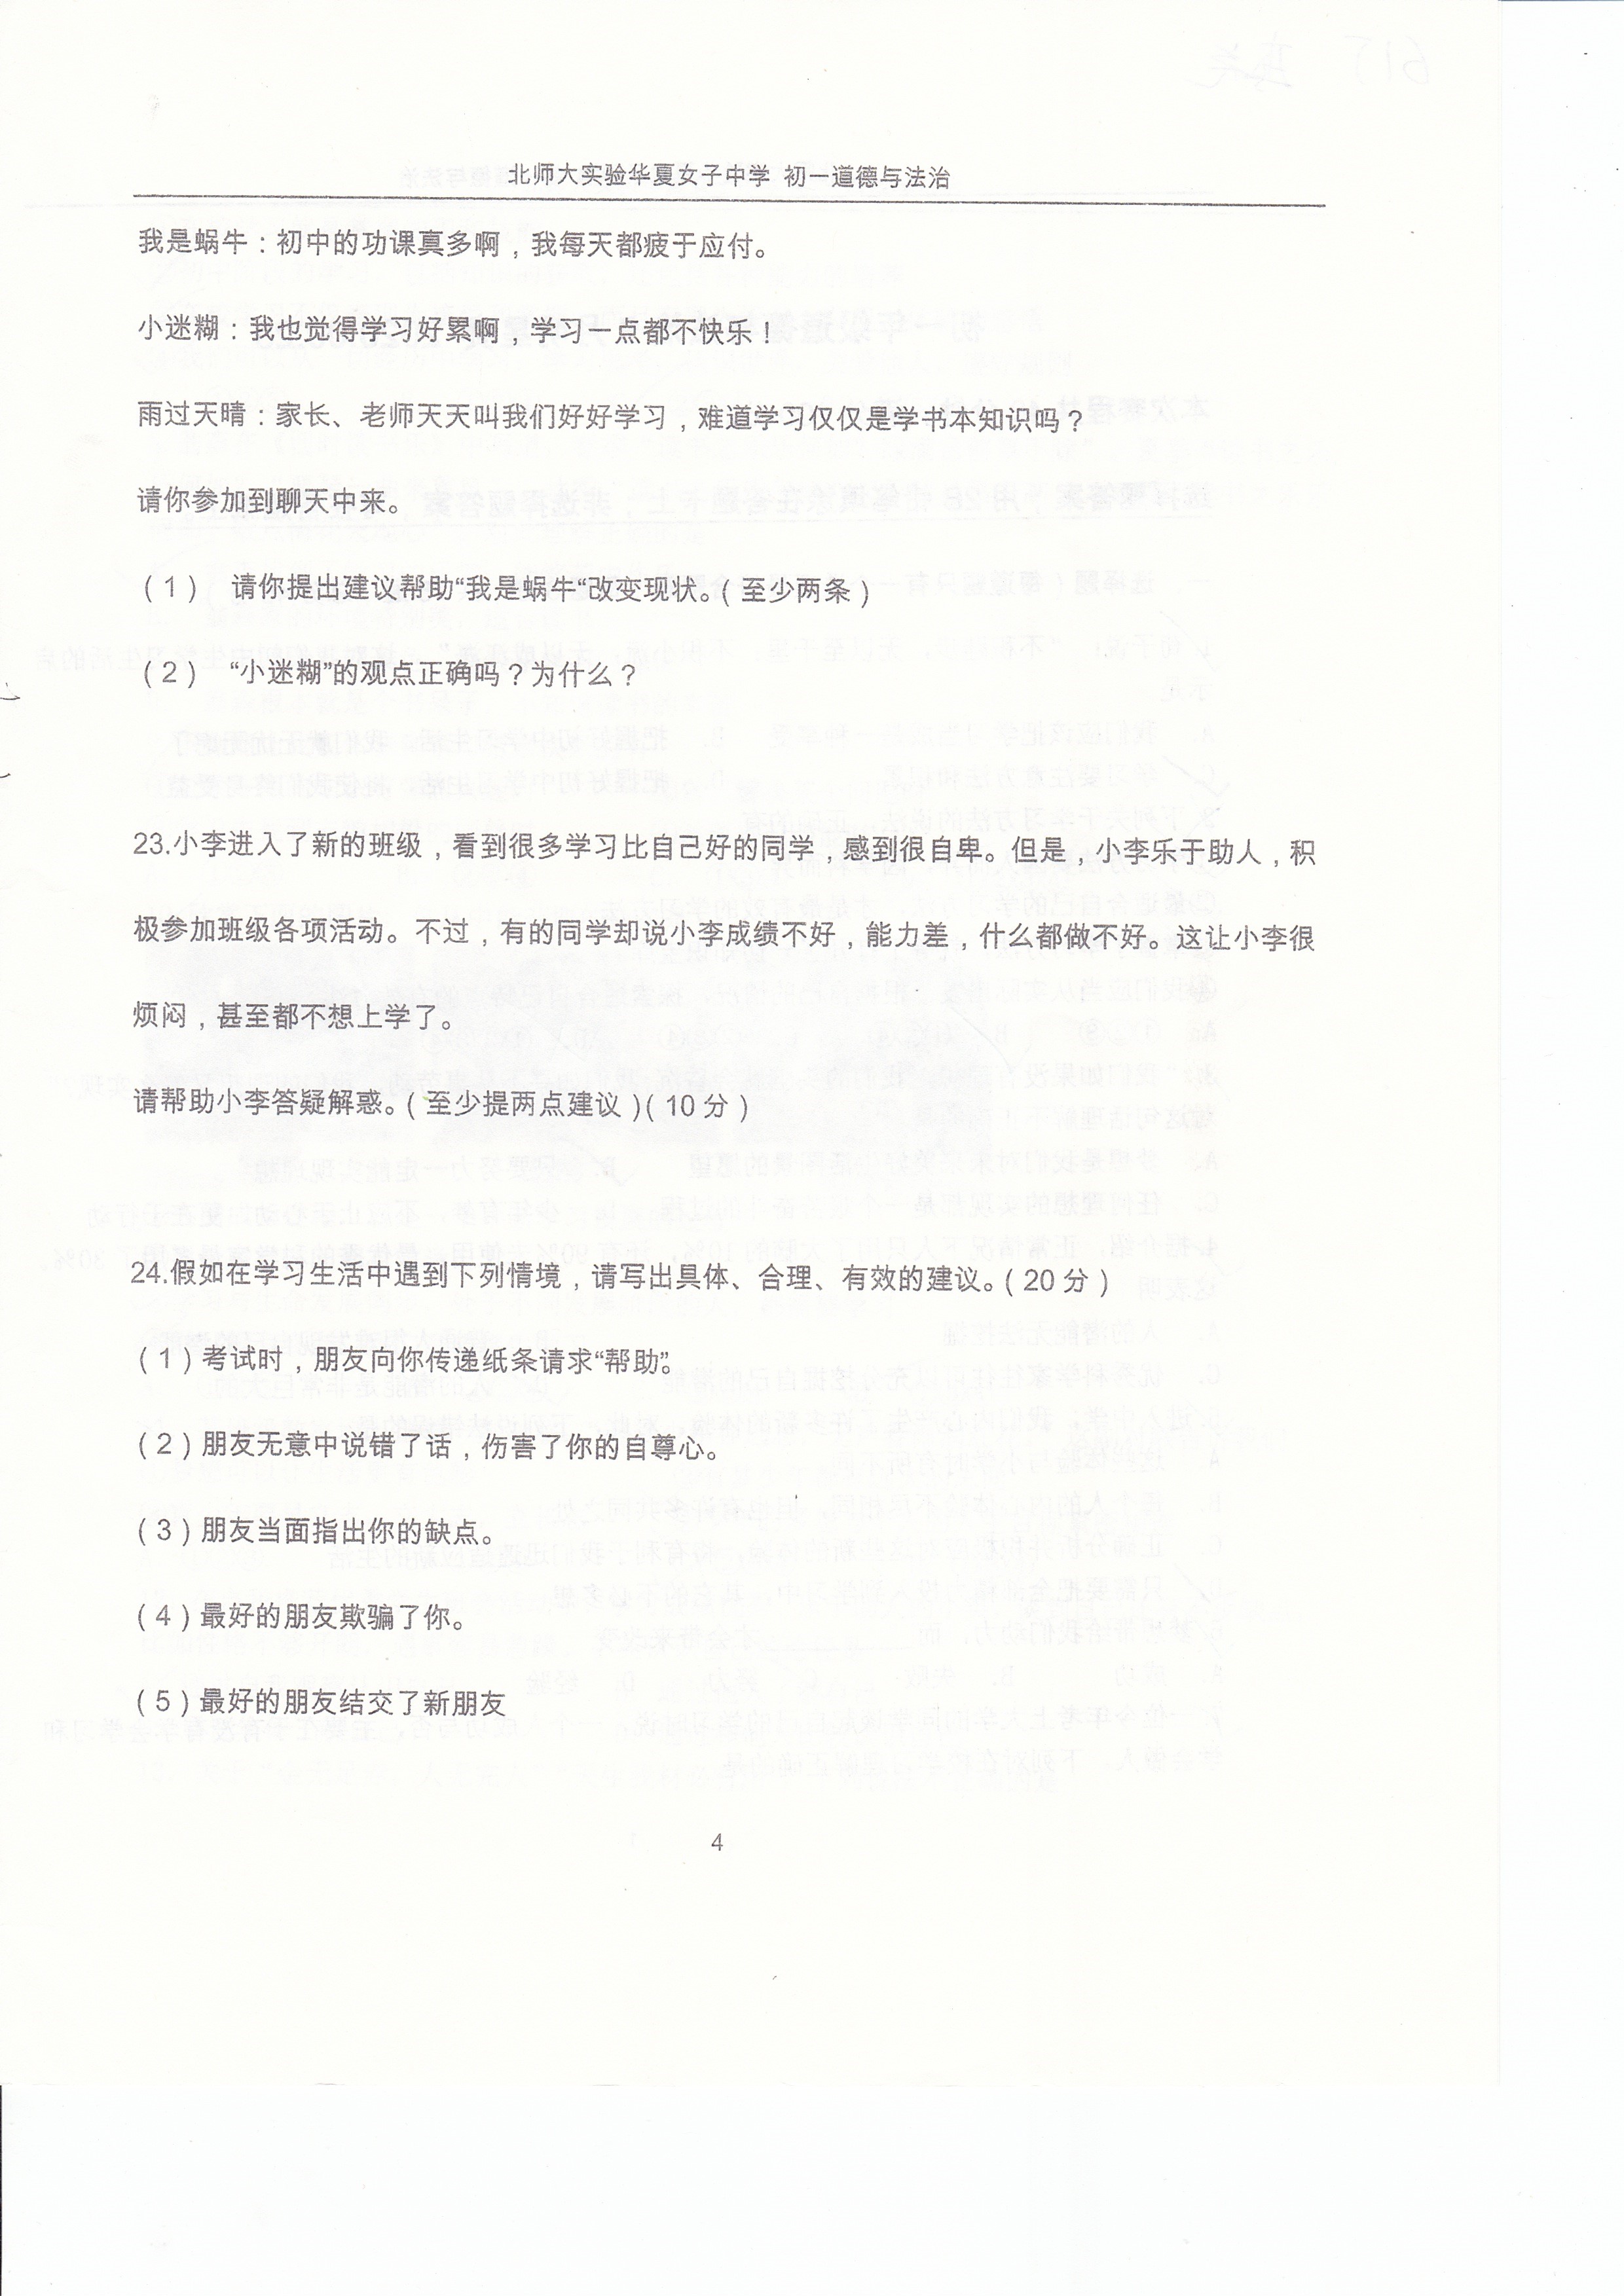 北师大实验华夏女子中学 初一道德与法治
我是蜗牛：初中的功课真多啊，我每天都疲于应付。
小迷糊：我也觉得学习好累啊，学习一点都不快乐！
雨过天晴：家长、老师天天叫我们好好学习，难道学习仅仅是学书本知识吗？
请你参加到聊天中来。
（1） 请你提出建议帮助“我是蜗牛“改变现状。（至少两条）
（2） “小迷糊”的观点正确吗？为什么？
23.小李进入了新的班级，看到很多学习比自己好的同学，感到很自卑。但是，小李乐于助人，积
极参加班级各项活动。不过，有的同学却说小李成绩不好，能力差，什么都做不好。这让小李很
烦闷，甚至都不想上学了。
请帮助小李答疑解惑。（至少提两点建议）（10分）
24.假如在学习生活中遇到下列情境，请写出具体、合理、有效的建议。（20分）
（1）考试时，朋友向你传递纸条请求“帮助”。
（2）朋友无意中说错了话，伤害了你的自尊心。
（3）朋友当面指出你的缺点。
（4）最好的朋友欺骗了你。
（5）最好的朋友结交了新朋友
4